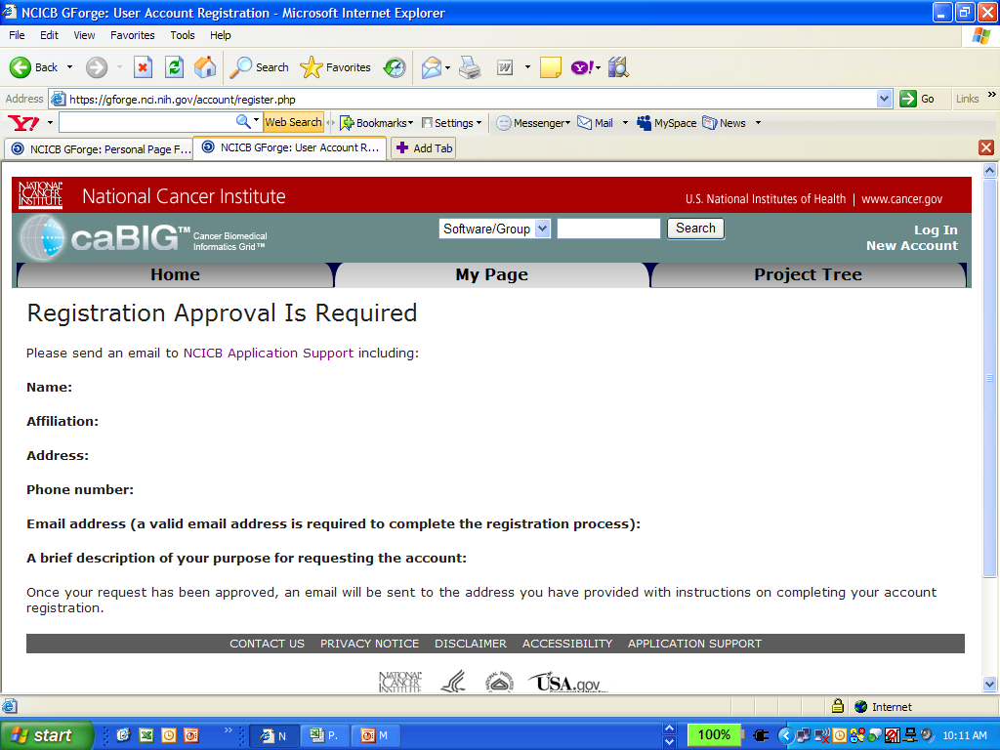 NCICB GForge: User Account Registration - Microsoft Internet Explorer
File Edit View Favorites Tools Help
Back Search Favorites
Address https://gforge.nci.nih.gov/account/register.php Go Links »
Y! Web Search Bookmarks Settings Messenger Mail MySpace News
NCICB GForge: Personal Page F... NCICB GForge: User Account R... Add Tab
NATIONAL CANCER INSTITUTE National Cancer Institute U.S. National Institutes of Health | www.cancer.gov
caBIG™ Cancer Biomedical Informatics Grid™ Software/Group Search Log In
New Account
Home My Page Project Tree
Registration Approval Is Required
Please send an email to NCICB Application Support including:
Name:
Affiliation:
Address:
Phone number:
Email address (a valid email address is required to complete the registration process):
A brief description of your purpose for requesting the account:
Once your request has been approved, an email will be sent to the address you have provided with instructions on completing your account
registration.
CONTACT US PRIVACY NOTICE DISCLAIMER ACCESSIBILITY APPLICATION SUPPORT
NATIONAL CANCER INSTITUTE USA.gov
Internet
start » N P. M 100% 10:11 AM